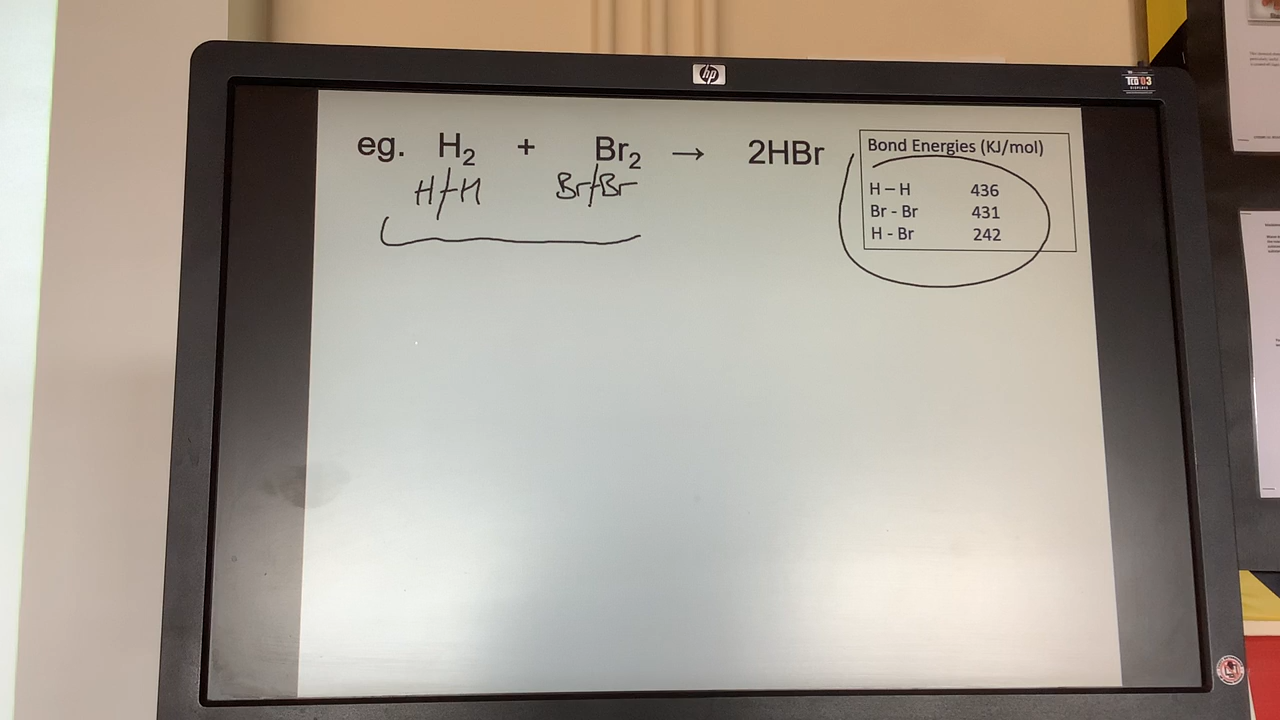 hp
eg. H₂ + Br₂ → 2HBr
H-H Br-Br
Bond Energies (KJ/mol)
H – H 436
Br - Br 431
H - Br 242